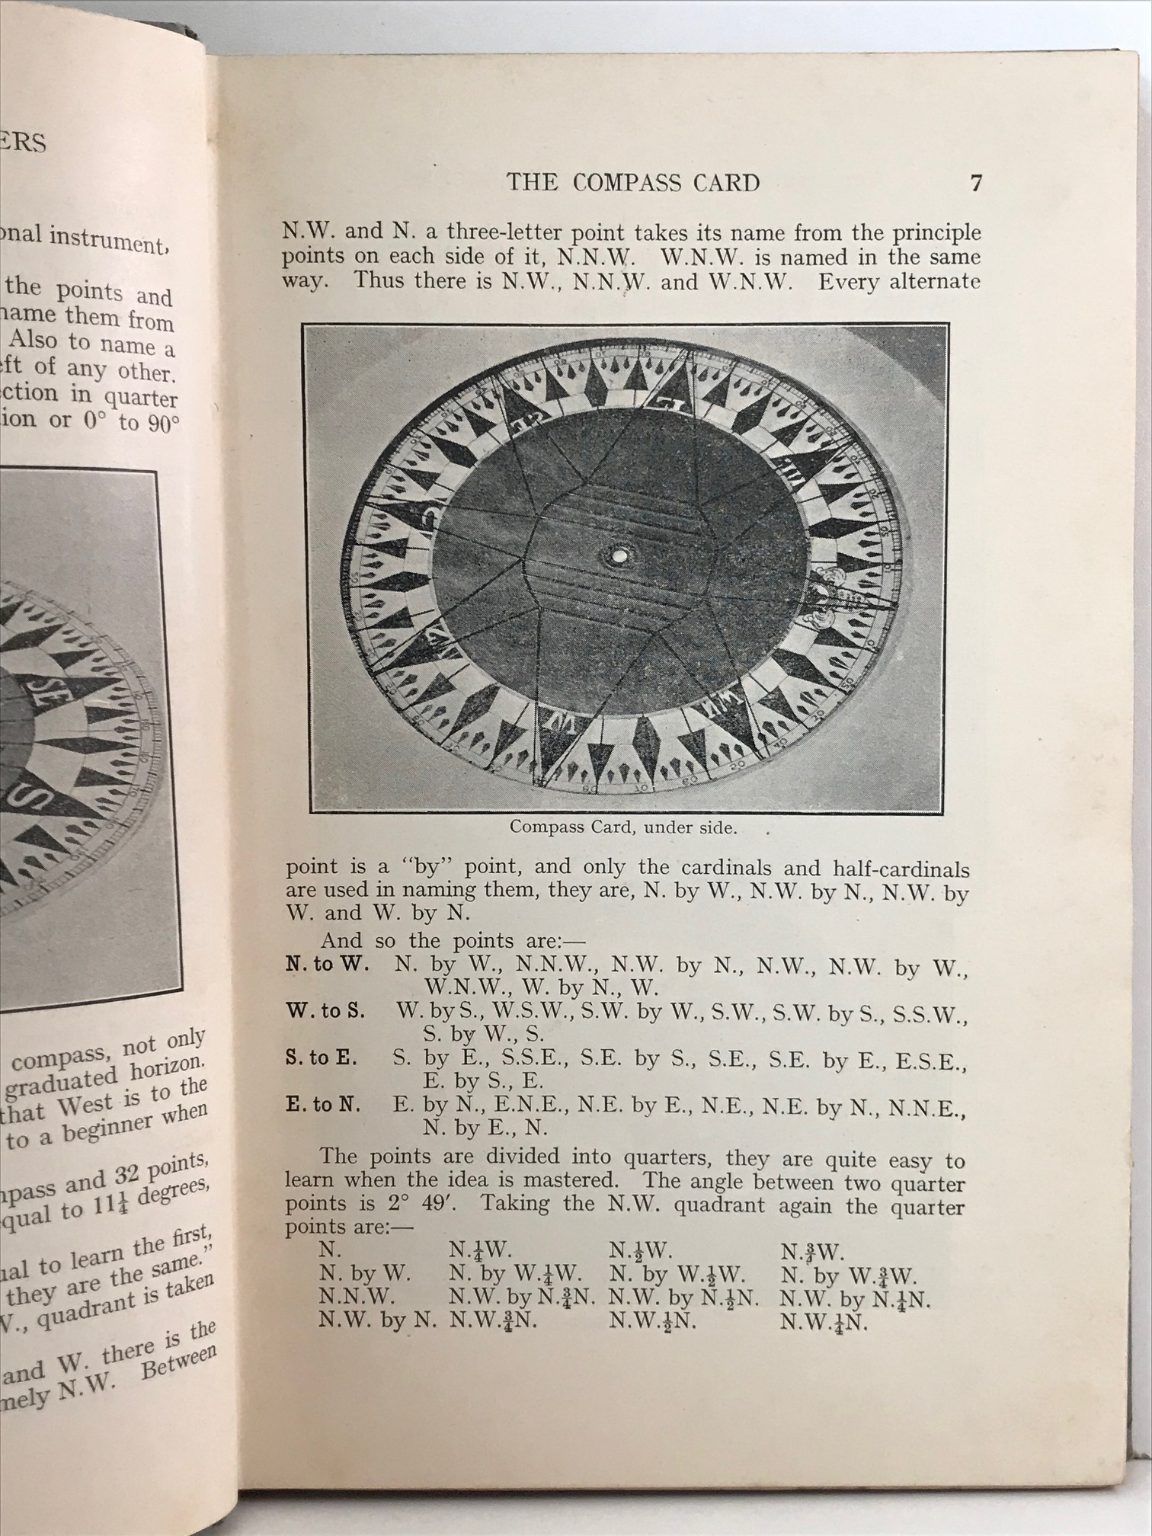 ERS
onal instrument,
the points and
name them from
Also to name a
eft of any other.
ction in quarter
ion or 0° to 90°
SE
S
compass, not only
graduated horizon.
that West is to the
to a beginner when
mpass and 32 points,
qual to 11¼ degrees,
ual to learn the first,
they are the same."
W., quadrant is taken
and W. there is the
mely N.W. Between
THE COMPASS CARD 7
N.W. and N. a three-letter point takes its name from the principle
points on each side of it, N.N.W. W.N.W. is named in the same
way. Thus there is N.W., N.N.W. and W.N.W. Every alternate
Compass Card, under side.
point is a "by" point, and only the cardinals and half-cardinals
are used in naming them, they are, N. by W., N.W. by N., N.W. by
W. and W. by N.
And so the points are:—
N. to W. N. by W., N.N.W., N.W. by N., N.W., N.W. by W.,
W.N.W., W. by N., W.
W. to S. W. by S., W.S.W., S.W. by W., S.W., S.W. by S., S.S.W.,
S. by W., S.
S. to E. S. by E., S.S.E., S.E. by S., S.E., S.E. by E., E.S.E.,
E. by S., E.
E. to N. E. by N., E.N.E., N.E. by E., N.E., N.E. by N., N.N.E.,
N. by E., N.
The points are divided into quarters, they are quite easy to
learn when the idea is mastered. The angle between two quarter
points is 2° 49′. Taking the N.W. quadrant again the quarter
points are:—
N. N.¼W. N.½W. N.¾W.
N. by W. N. by W.¼W. N. by W.½W. N. by W.¾W.
N.N.W. N.W. by N.¾N. N.W. by N.½N. N.W. by N.¼N.
N.W. by N. N.W.¾N. N.W.½N. N.W.¼N.